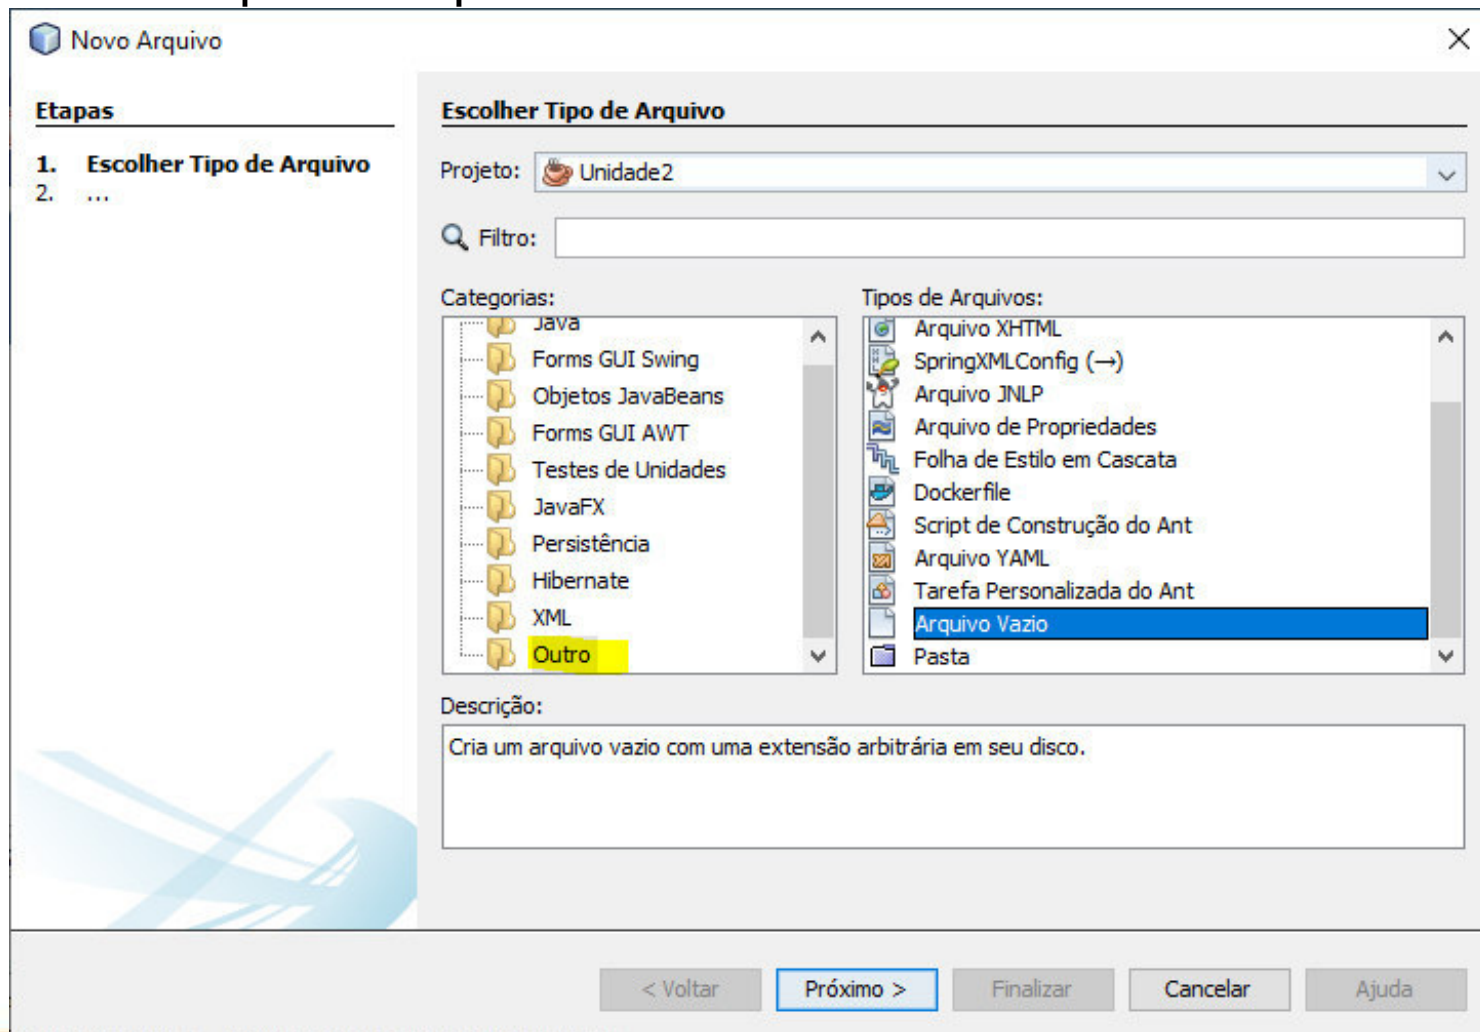 Novo Arquivo
Etapas
1. Escolher Tipo de Arquivo
2. ...
Escolher Tipo de Arquivo
Projeto: Unidade2
Filtro:
Categorias:
Java
Forms GUI Swing
Objetos JavaBeans
Forms GUI AWT
Testes de Unidades
JavaFX
Persistência
Hibernate
XML
Outro
Tipos de Arquivos:
Arquivo XHTML
SpringXMLConfig (→)
Arquivo JNLP
Arquivo de Propriedades
Folha de Estilo em Cascata
Dockerfile
Script de Construção do Ant
Arquivo YAML
Tarefa Personalizada do Ant
Arquivo Vazio
Pasta
Descrição:
Cria um arquivo vazio com uma extensão arbitrária em seu disco.
< Voltar
Próximo >
Finalizar
Cancelar
Ajuda